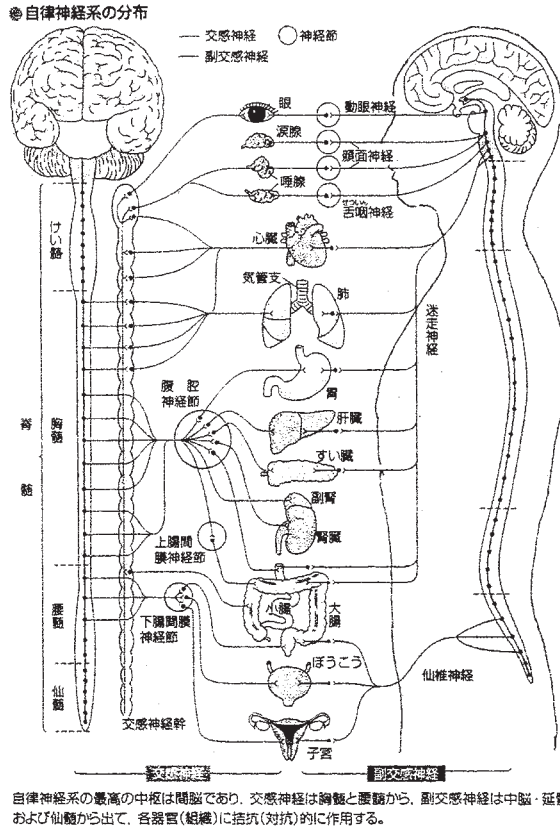 ◉自律神経系の分布
— 交感神経
○神経節
— 副交感神経
眼
動眼神経
涙腺
顔面神経
唾腺
ぜついん
舌咽神経
けい髄
心臓
気管支
肺
迷走神経
胃
腹腔
神経節
肝臓
脊髄
胸髄
すい臓
副腎
腎臓
上腸間
膜神経節
小腸
大腸
腰髄
下腸間膜
神経節
ぼうこう
仙髄
仙椎神経
交感神経幹
子宮
交感神経
副交感神経
自律神経系の最高の中枢は間脳であり，交感神経は胸髄と腰髄から，副交感神経は中脳・延髄
および仙髄から出て，各器官(組織)に拮抗(対抗)的に作用する。